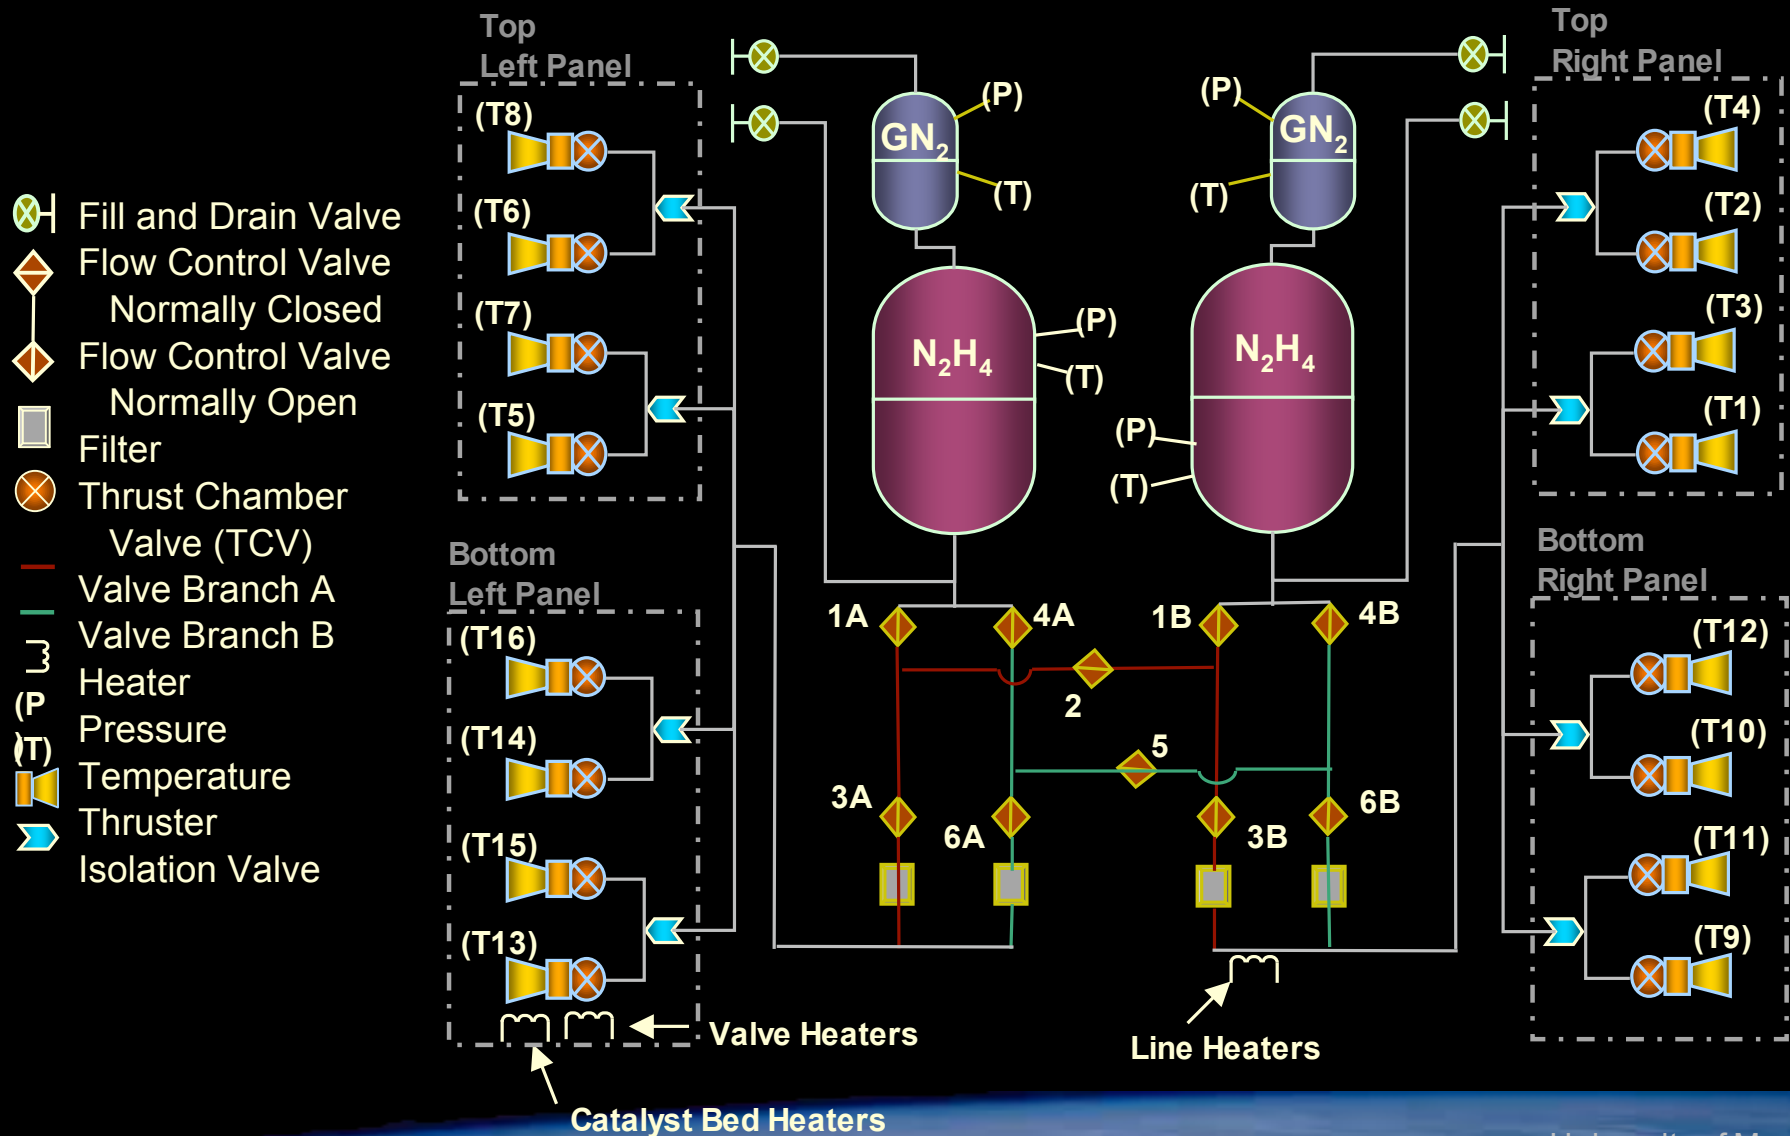 Top
Left Panel
(T8)
(T6)
(T7)
(T5)
Fill and Drain Valve
Flow Control Valve
Normally Closed
Flow Control Valve
Normally Open
Filter
Thrust Chamber
Valve (TCV)
Valve Branch A
Valve Branch B
Heater
(P
)
Pressure
(T)
Temperature
Thruster
Isolation Valve
Bottom
Left Panel
(T16)
(T14)
(T15)
(T13)
GN2
(P)
(T)
N2H4
(P)
(T)
GN2
(P)
(T)
N2H4
(P)
(T)
1A
4A
1B
4B
2
5
3A
6A
3B
6B
Valve Heaters
Catalyst Bed Heaters
Line Heaters
Top
Right Panel
(T4)
(T2)
(T3)
(T1)
Bottom
Right Panel
(T12)
(T10)
(T11)
(T9)